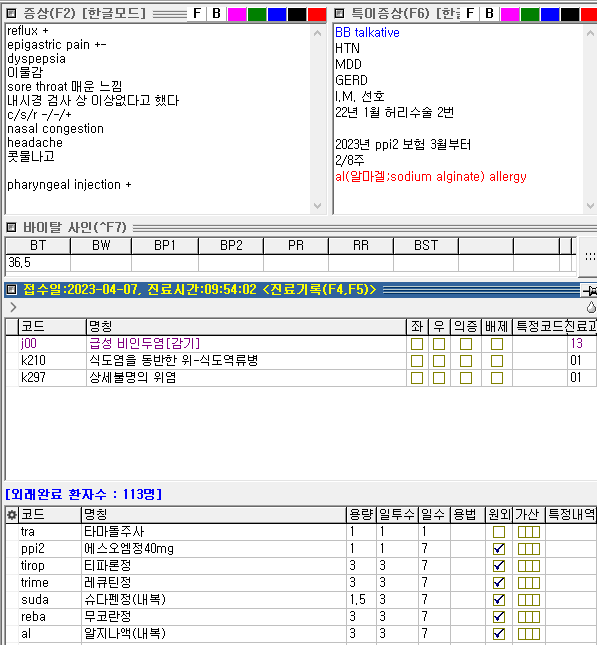 증상(F2) [한글모드] F B
reflux +
epigastric pain +-
dyspepsia
이물감
sore throat 매운 느낌
내시경 검사 상 이상없다고 했다
c/s/r -/-/+
nasal congestion
headache
콧물나고
pharyngeal injection +
특이증상(F6) [한글 F B
BB talkative
HTN
MDD
GERD
I.M. 선호
22년 1월 허리수술 2번
2023년 ppi2 보험 3월부터
2/8주
al(알마겔;sodium alginate) allergy
바이탈 사인(^F7)
BT BW BP1 BP2 PR RR BST
36.5
접수일:2023-04-07, 진료시간:09:54:02 <진료기록(F4,F5)>
코드 명칭 좌 우 의증 배제 특정코드 진료과
j00 급성 비인두염[감기] 13
k210 식도염을 동반한 위-식도역류병 01
k297 상세불명의 위염 01
[외래완료 환자수 : 113명]
코드 명칭 용량 일투수 일수 용법 원외 가산 특정내역
tra 타마돌주사 1 1 1
ppi2 에스오엠정40mg 1 1 7
tirop 티파론정 3 3 7
trime 레큐틴정 3 3 7
suda 슈다펜정(내복) 1.5 3 7
reba 무코란정 3 3 7
al 알지나액(내복) 3 3 7